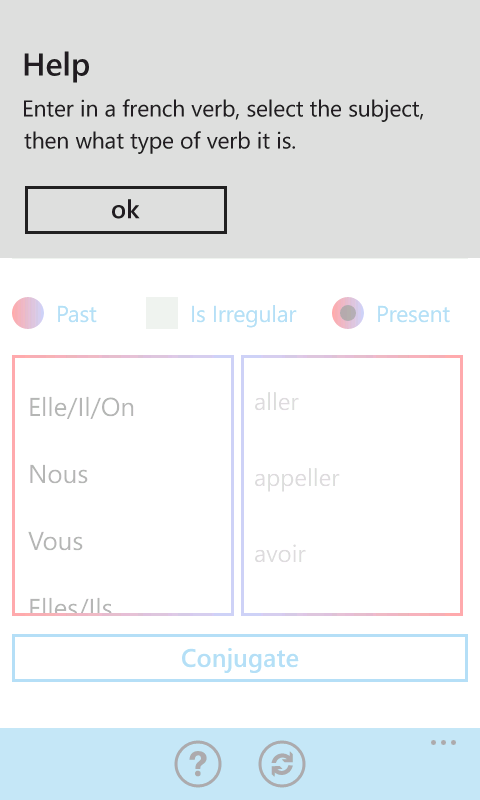 Help
Enter in a french verb, select the subject,
then what type of verb it is.
ok
Past
Is Irregular
Present
Elle/Il/On
Nous
Vous
Elles/Ils
aller
appeller
avoir
Conjugate
?
...